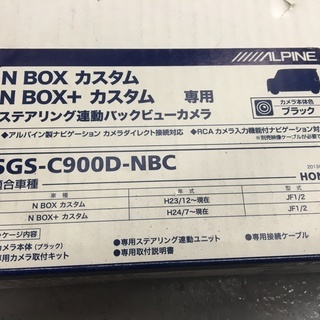 ALPINE
N BOX カスタム
N BOX+ カスタム 専用
ステアリング連動バックビューカメラ
カメラ本体色
ブラック
●アルパイン製ナビゲーション カメラダイレクト接続対応 ●RCA カメラ入力機能付ナビゲーション対
SGS-C900D-NBC
適合車種
HON
車種 年式 型式
N BOX カスタム H23/12～現在 JF1/2
N BOX+ カスタム H24/7～現在 JF1/2
ッケージ内容
カメラ本体（ブラック） ●専用ステアリング連動ユニット ●専用接続ケーブル
専用カメラ取付キット ●専用取付説明書